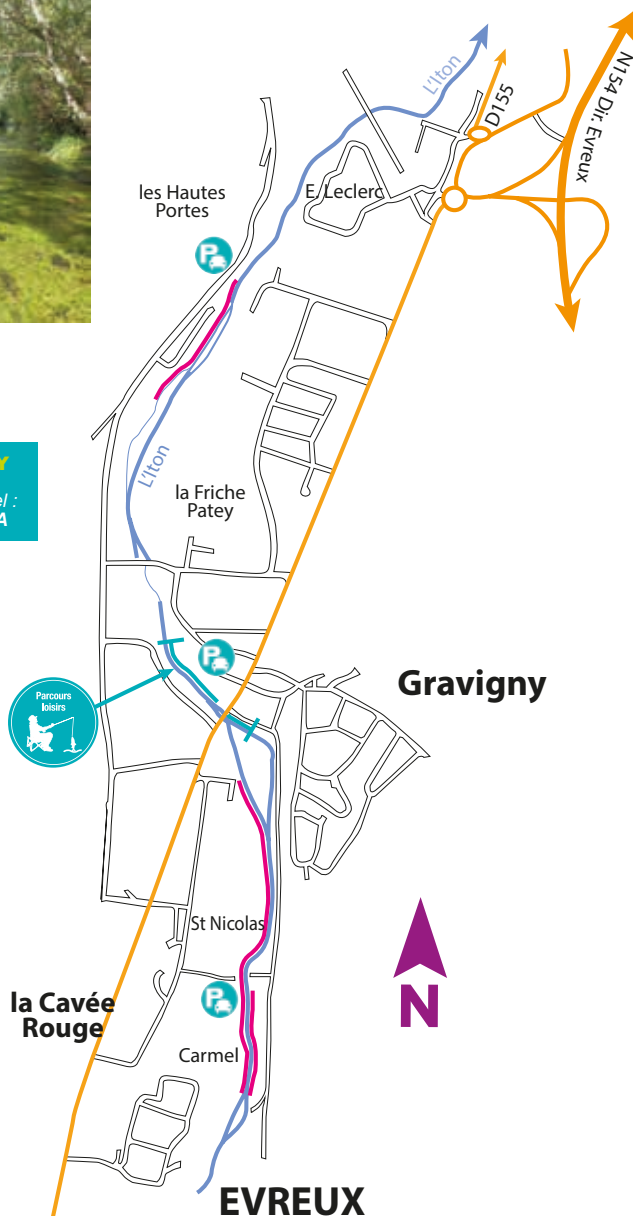 L'Iton
D155
N154 Dir. Evreux
les Hautes
Portes
E. Leclerc
P
L'Iton
Y
el :
A
la Friche
Patey
P
Parcours
loisirs
Gravigny
St Nicolas
P
la Cavée
Rouge
N
Carmel
EVREUX